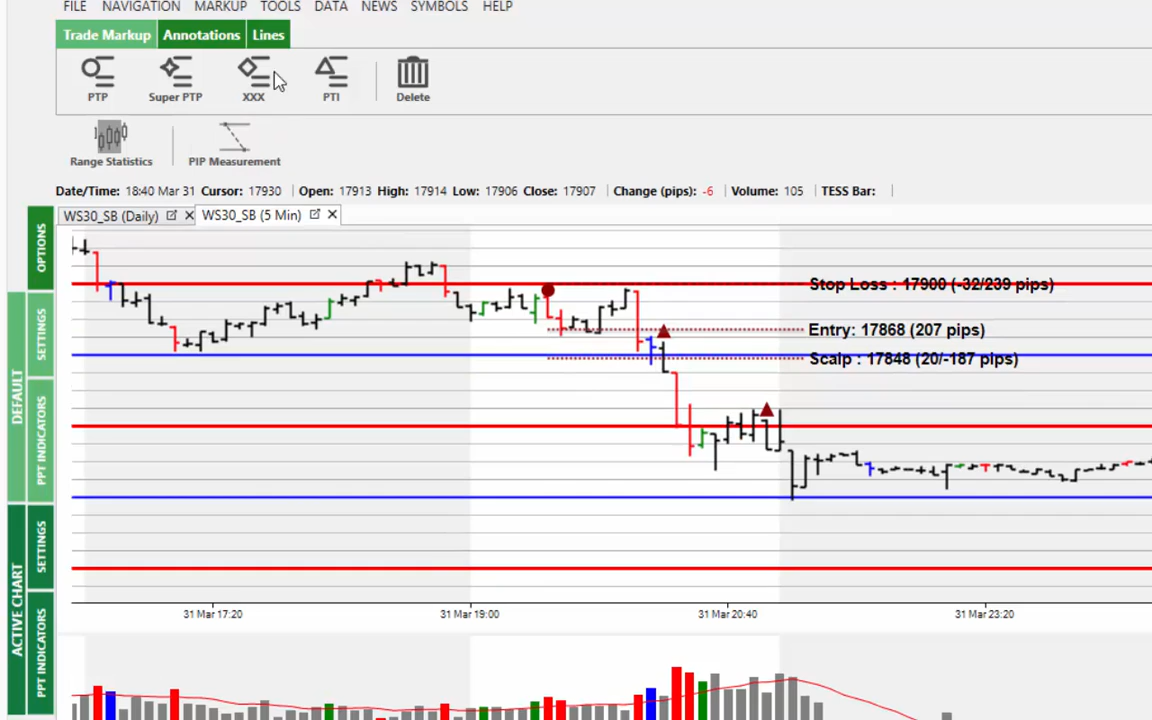 FILE NAVIGATION MARKUP TOOLS DATA NEWS SYMBOLS HELP
Trade Markup Annotations Lines
PTP Super PTP XXX PTI Delete
Range Statistics PIP Measurement
Date/Time: 18:40 Mar 31 Cursor: 17930 Open: 17913 High: 17914 Low: 17906 Close: 17907 Change (pips): -6 Volume: 105 TESS Bar:
WS30_SB (Daily) WS30_SB (5 Min)
OPTIONS
DEFAULT
SETTINGS
PPT INDICATORS
ACTIVE CHART
SETTINGS
PPT INDICATORS
Stop Loss : 17900 (-32/239 pips)
Entry: 17868 (207 pips)
Scalp : 17848 (20/-187 pips)
31 Mar 17:20 31 Mar 19:00 31 Mar 20:40 31 Mar 23:20